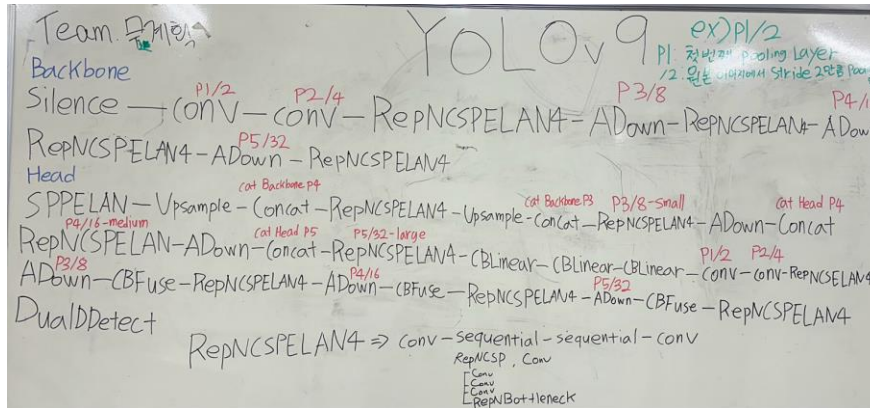 Team 무계획
YOLOv9
ex) P1/2
P1 : 첫번째 Pooling Layer
/2 : 원본 이미지에서 Stride 2만큼 Poo
Backbone
P1/2 P2/4 P3/8 P4/1
Silence - conv - conv - RepNCSPELAN4 - ADown - RepNCSPELAN4 - ADow
P5/32
RepNCSPELAN4 - ADown - RepNCSPELAN4
Head
cat Backbone P4 cat Backbone P3 P3/8-small cat Head P4
SPPELAN - Upsample - Concat - RepNCSPELAN4 - Upsample - Concat - RepNCSPELAN4 - ADown - Concat
P4/16-medium cat Head P5 P5/32-large P1/2 P2/4
RepNCSPELAN - ADown - Concat - RepNCSPELAN4 - CBLinear - CBLinear - CBLinear - conv - conv - RepNCSELAN4
P3/8 P4/16 P5/32
ADown - CBFuse - RepNCSPELAN4 - ADown - CBFuse - RepNCSPELAN4 - ADown - CBFuse - RepNCSPELAN4
DualDDetect
RepNCSPELAN4 ⇒ conv - sequential - sequential - conv
RepNCSP, Conv
Conv
Conv
Conv
RepNBottleneck